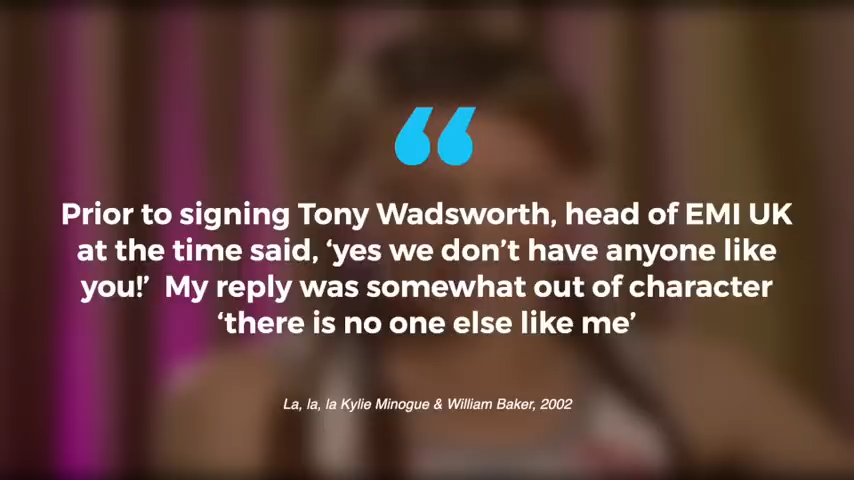 “
Prior to signing Tony Wadsworth, head of EMI UK
at the time said, ‘yes we don’t have anyone like
you!’  My reply was somewhat out of character
‘there is no one else like me’
La, la, la Kylie Minogue & William Baker, 2002